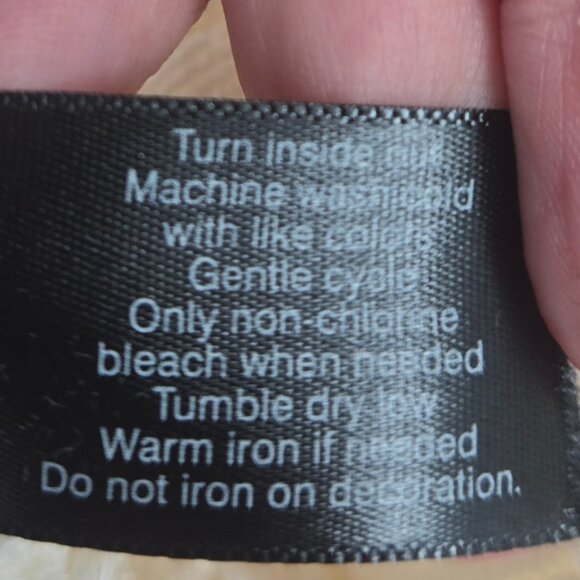 Turn inside out
Machine wash cold
with like colors
Gentle cycle
Only non-chlorine
bleach when needed
Tumble dry low
Warm iron if needed
Do not iron on decoration.